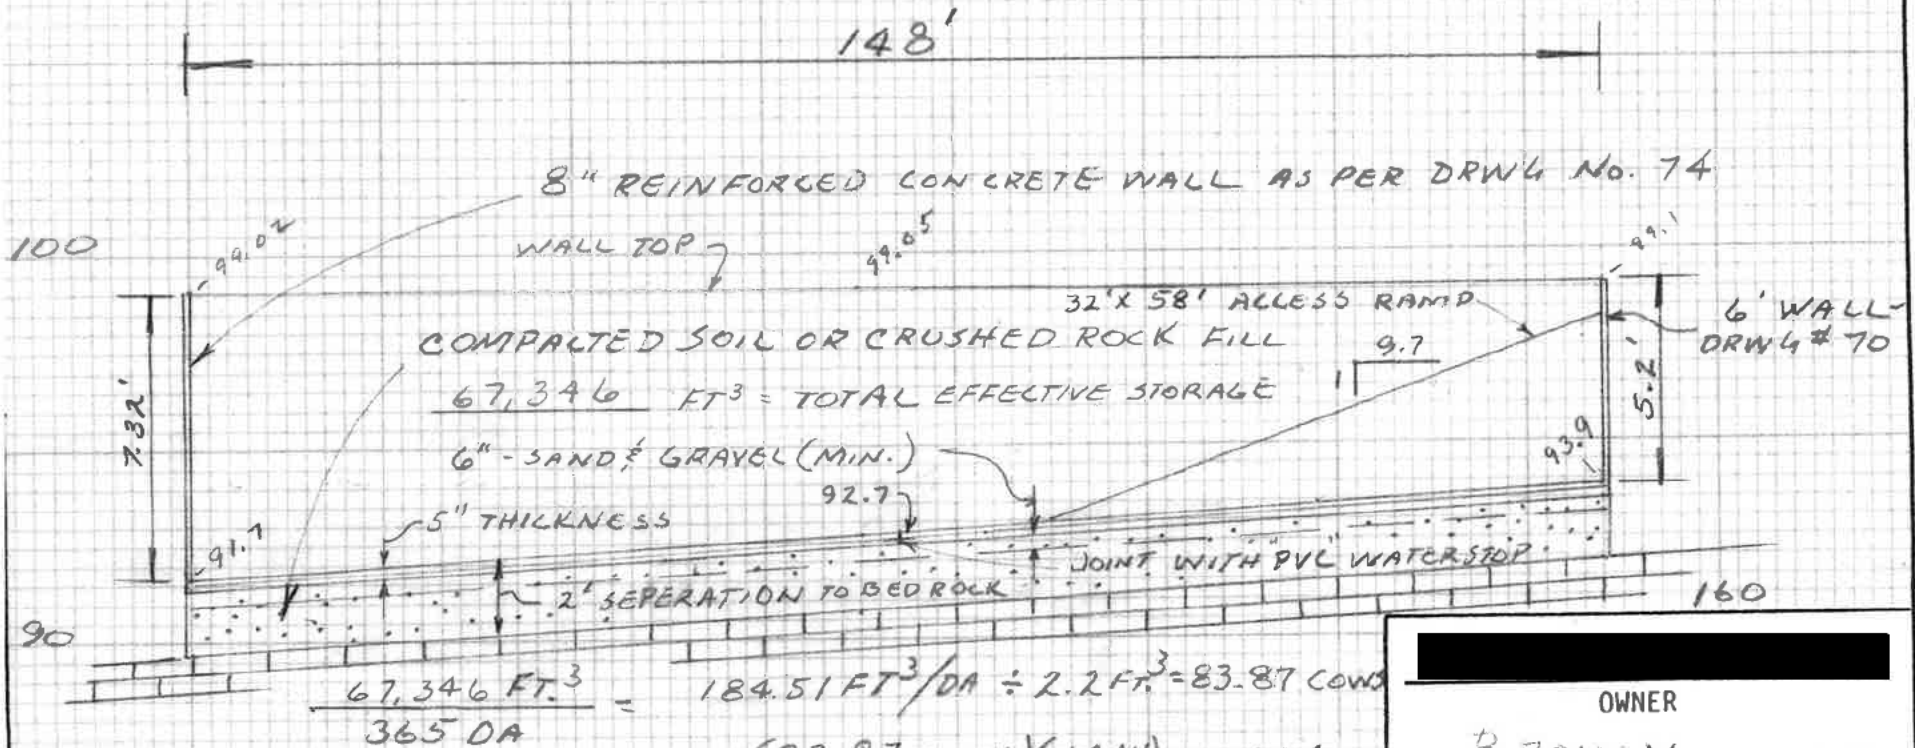 148'
8" REINFORCED CONCRETE WALL AS PER DRWG No. 74
100
99.02
WALL TOP
99.05
99.1
32' X 58' ACCESS RAMP
6' WALL-
DRWG # 70
COMPACTED SOIL OR CRUSHED ROCK FILL
9.7
1
7.32'
67,346 FT³ = TOTAL EFFECTIVE STORAGE
5.2'
6" - SAND & GRAVEL (MIN.)
93.9
92.7
5" THICKNESS
91.7
JOINT WITH "PVC" WATERSTOP
2' SEPERATION TO BEDROCK
160
90
67,346 FT.³ = 184.51 FT³/DA ÷ 2.2 FT.³ = 83.87 COWS
365 DA
OWNER